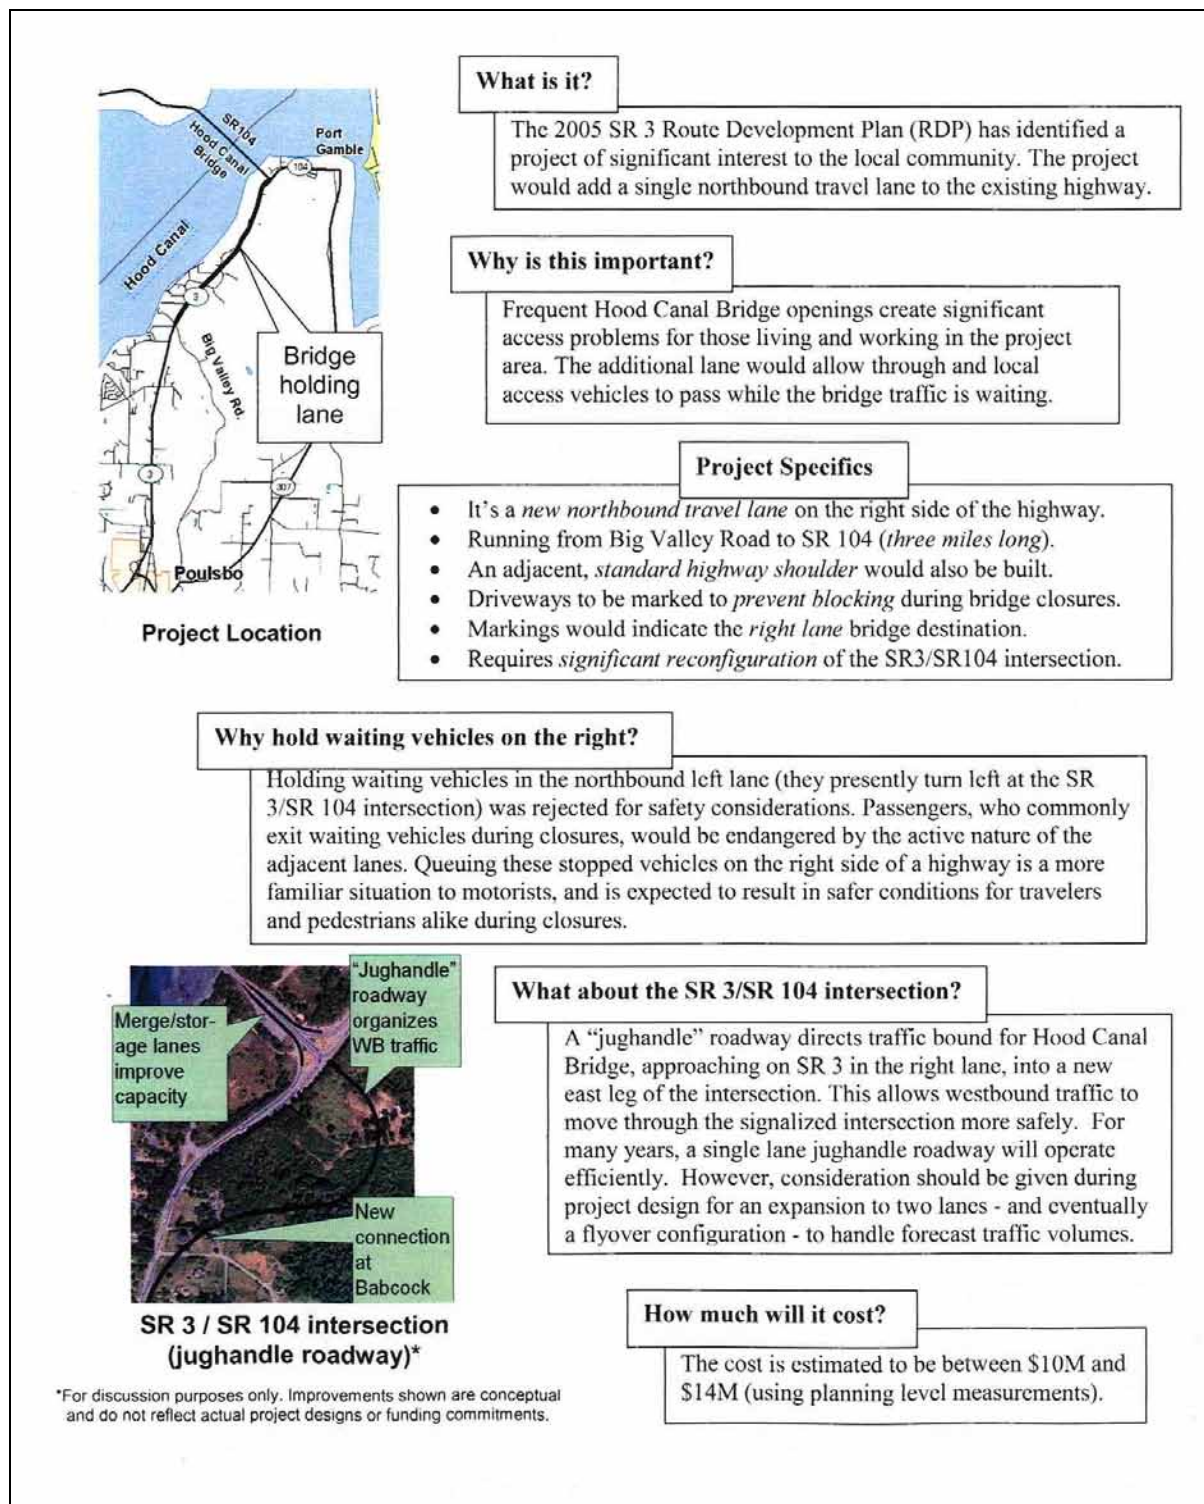 What is it?
The 2005 SR 3 Route Development Plan (RDP) has identified a
project of significant interest to the local community. The project
would add a single northbound travel lane to the existing highway.
SR104
Hood Canal
Bridge
Port
Gamble
104
Hood Canal
3
Big Valley Rd.
Bridge
holding
lane
3
307
Poulsbo
Project Location
Why is this important?
Frequent Hood Canal Bridge openings create significant
access problems for those living and working in the project
area. The additional lane would allow through and local
access vehicles to pass while the bridge traffic is waiting.
Project Specifics
• It's a new northbound travel lane on the right side of the highway.
• Running from Big Valley Road to SR 104 (three miles long).
• An adjacent, standard highway shoulder would also be built.
• Driveways to be marked to prevent blocking during bridge closures.
• Markings would indicate the right lane bridge destination.
• Requires significant reconfiguration of the SR3/SR104 intersection.
Why hold waiting vehicles on the right?
Holding waiting vehicles in the northbound left lane (they presently turn left at the SR
3/SR 104 intersection) was rejected for safety considerations. Passengers, who commonly
exit waiting vehicles during closures, would be endangered by the active nature of the
adjacent lanes. Queuing these stopped vehicles on the right side of a highway is a more
familiar situation to motorists, and is expected to result in safer conditions for travelers
and pedestrians alike during closures.
Merge/stor-
age lanes
improve
capacity
"Jughandle"
roadway
organizes
WB traffic
New
connection
at
Babcock
SR 3 / SR 104 intersection
(jughandle roadway)*
*For discussion purposes only. Improvements shown are conceptual
and do not reflect actual project designs or funding commitments.
What about the SR 3/SR 104 intersection?
A "jughandle" roadway directs traffic bound for Hood Canal
Bridge, approaching on SR 3 in the right lane, into a new
east leg of the intersection. This allows westbound traffic to
move through the signalized intersection more safely. For
many years, a single lane jughandle roadway will operate
efficiently. However, consideration should be given during
project design for an expansion to two lanes - and eventually
a flyover configuration - to handle forecast traffic volumes.
How much will it cost?
The cost is estimated to be between $10M and
$14M (using planning level measurements).